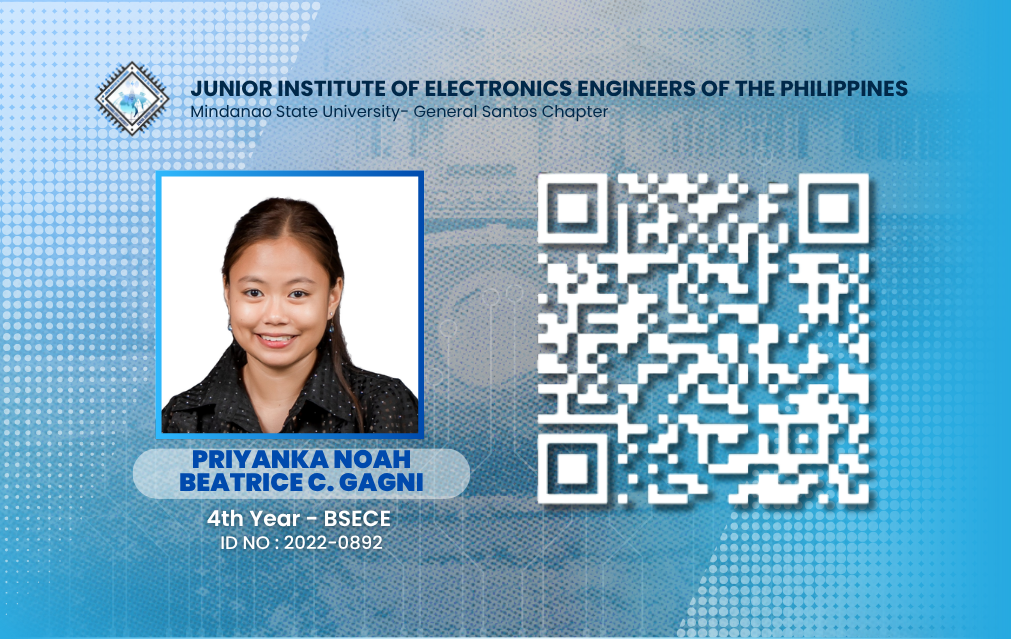 JUNIOR INSTITUTE OF ELECTRONICS ENGINEERS OF THE PHILIPPINES
Mindanao State University- General Santos Chapter
PRIYANKA NOAH
BEATRICE C. GAGNI
4th Year - BSECE
ID NO : 2022-0892